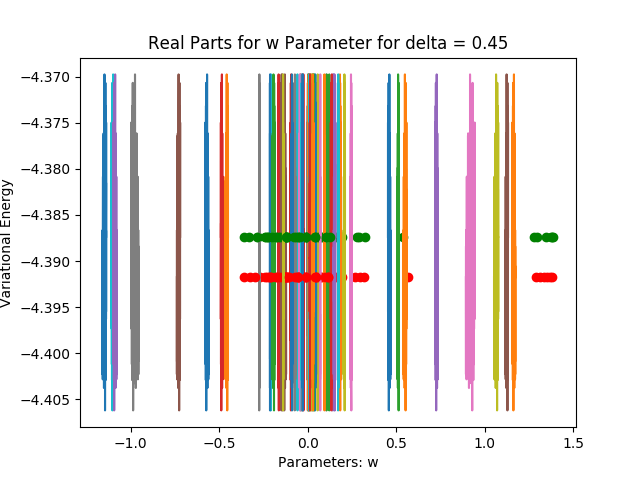 Real Parts for w Parameter for delta = 0.45
−4.370
−4.375
−4.380
−4.385
−4.390
−4.395
−4.400
−4.405
Variational Energy
−1.0 −0.5 0.0 0.5 1.0 1.5
Parameters: w